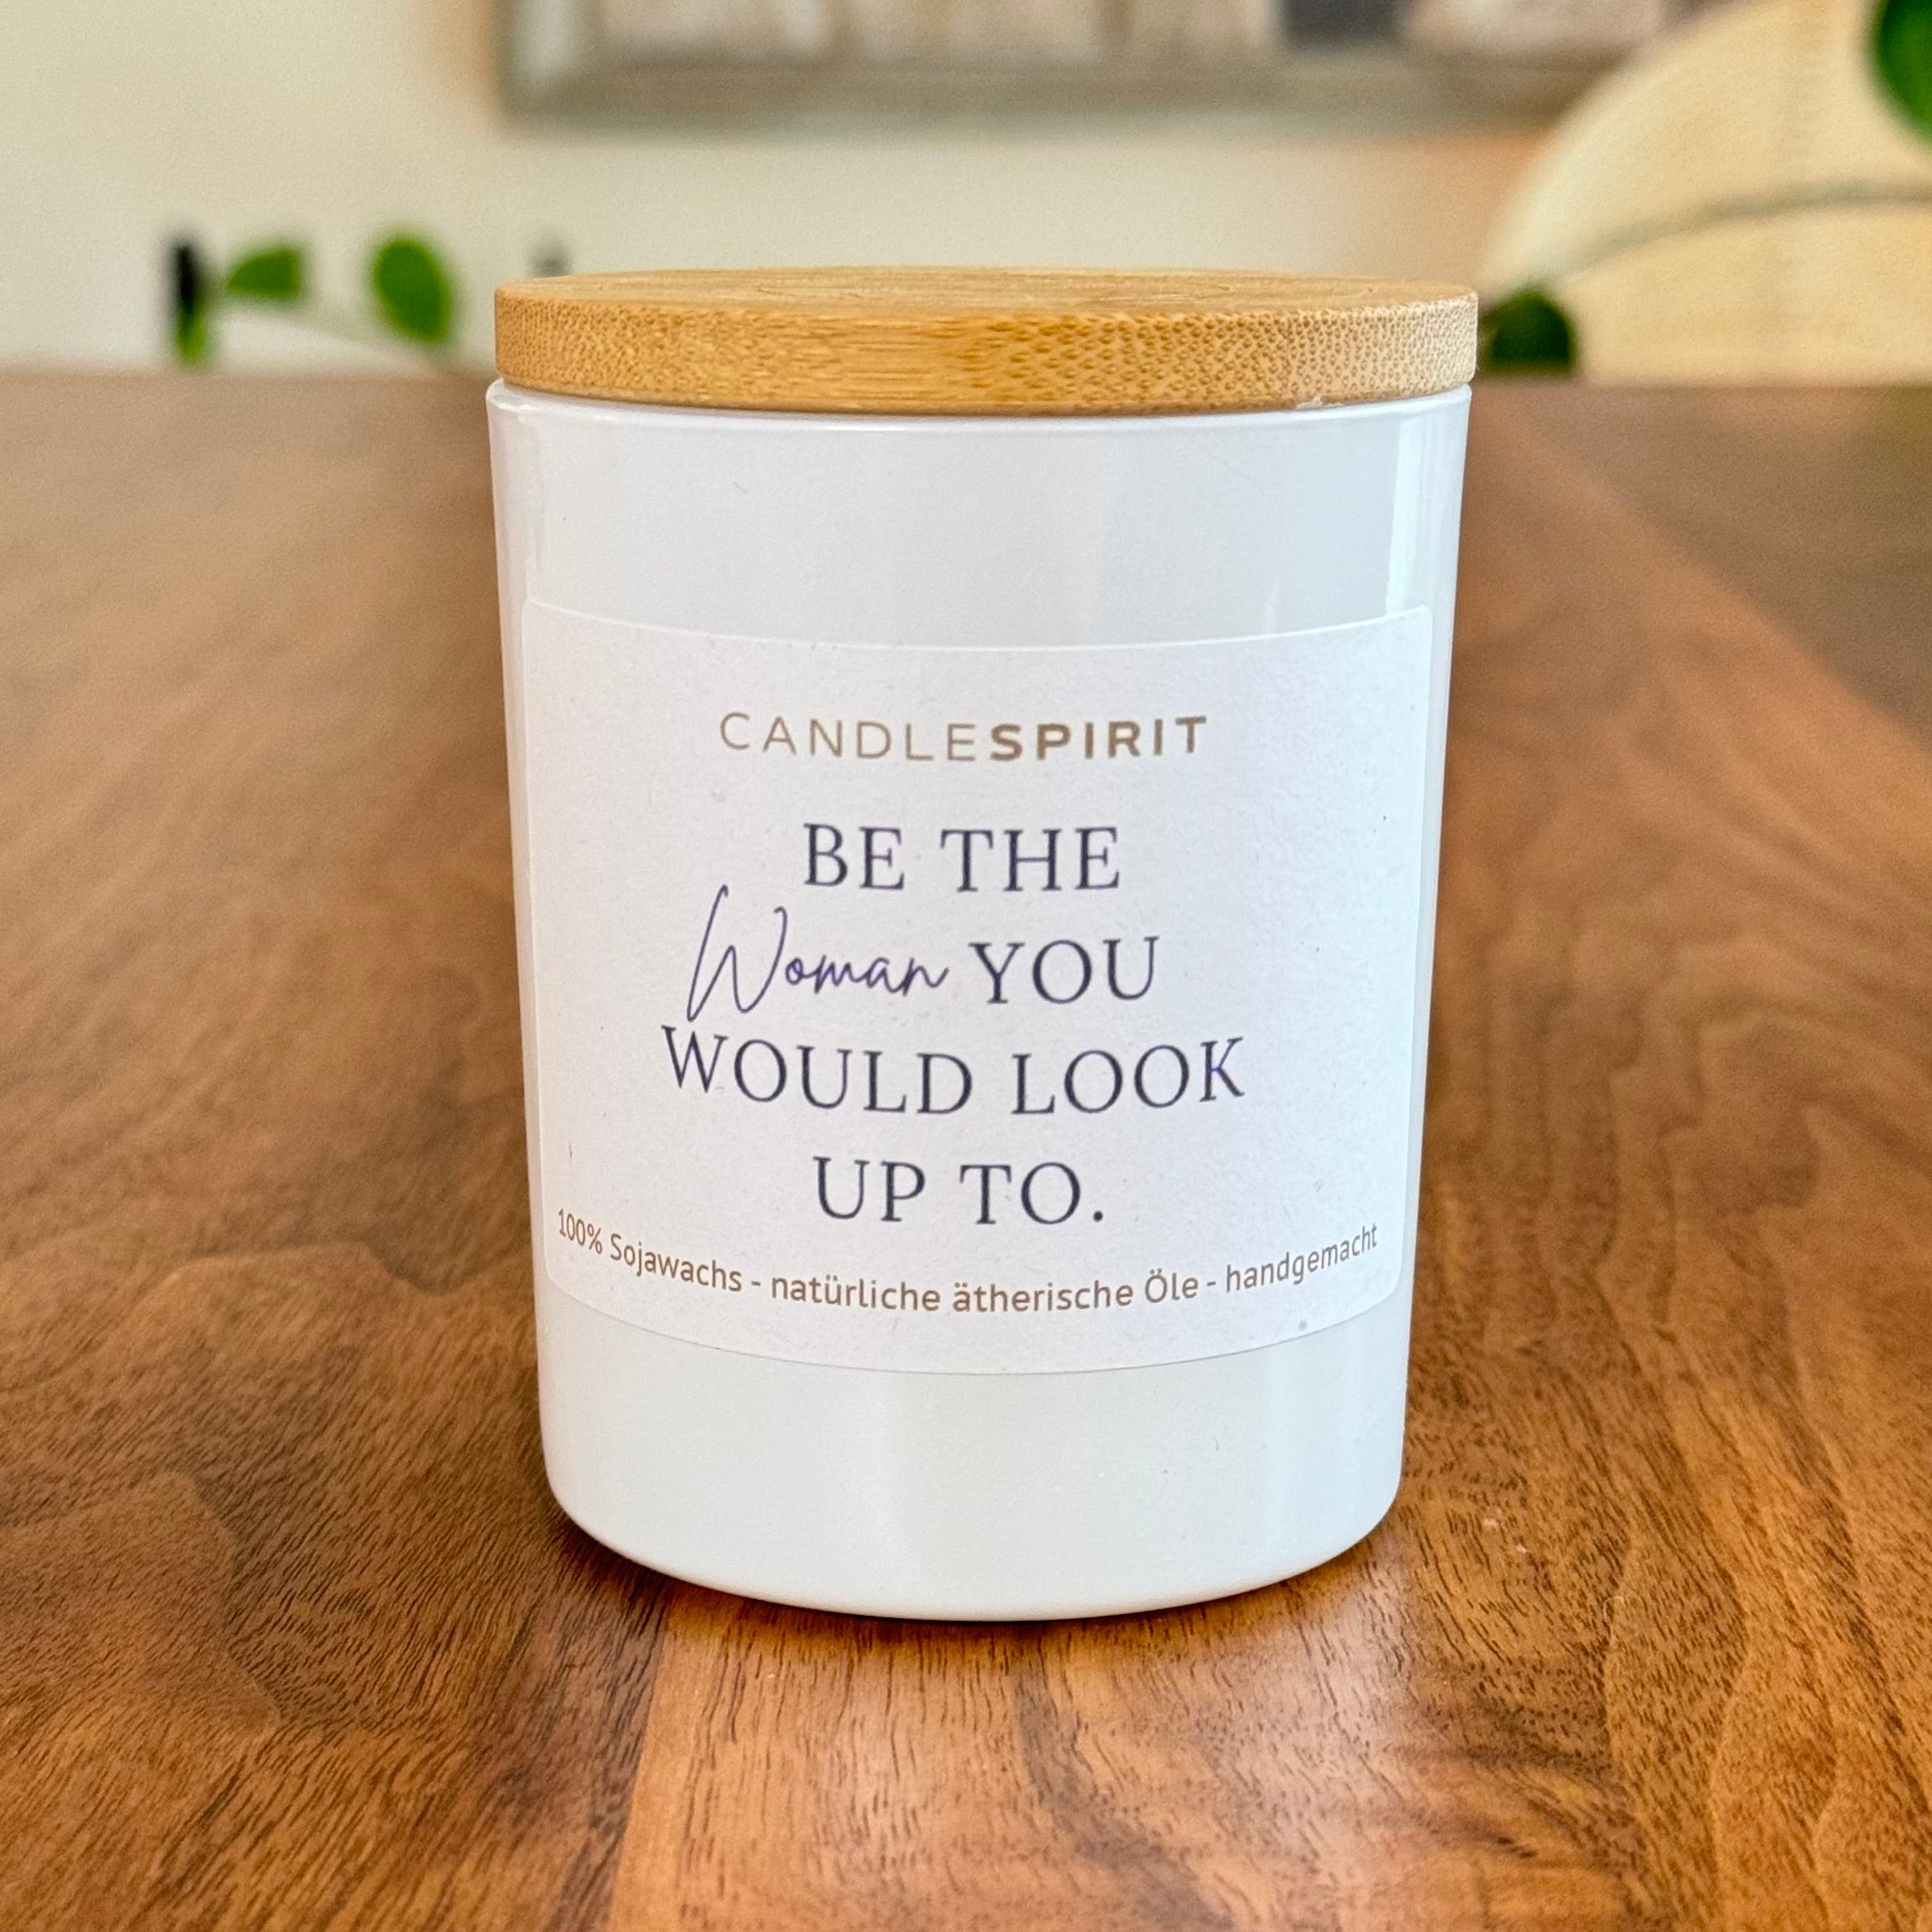 CANDLESPIRIT
BE THE
Woman YOU
WOULD LOOK
UP TO.
100% Sojawachs - natürliche ätherische Öle - handgemacht